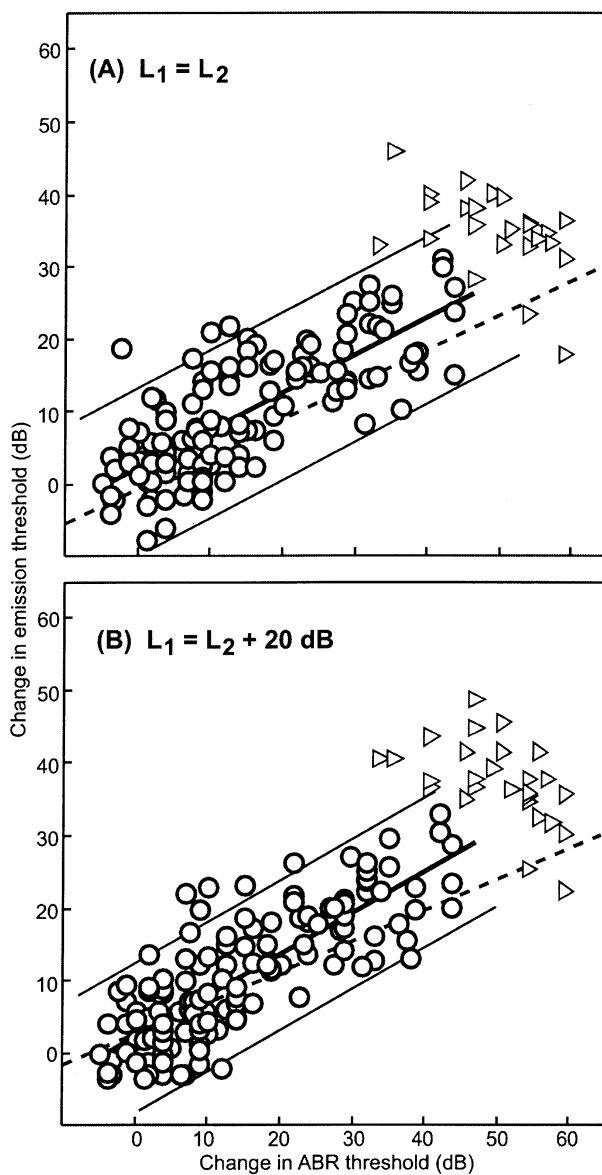 60
(A) L1 = L2
50
40
30
20
10
0
Change in emission threshold (dB)
60
(B) L1 = L2 + 20 dB
50
40
30
20
10
0
0 10 20 30 40 50 60
Change in ABR threshold (dB)